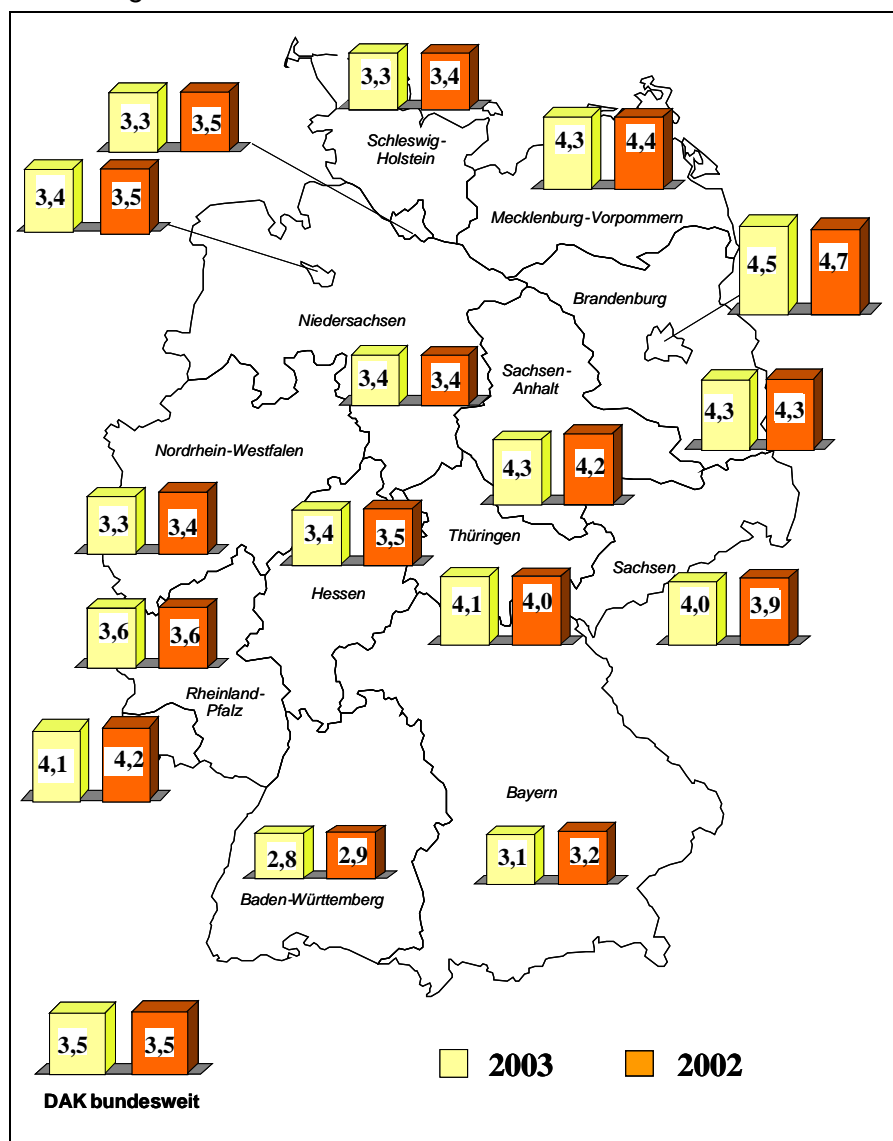 3,3 3,4
Schleswig-
Holstein
3,3 3,5
4,3 4,4
Mecklenburg-Vorpommern
3,4 3,5
4,5 4,7
Brandenburg
Niedersachsen
3,4 3,4
Sachsen-
Anhalt
4,3 4,3
Nordrhein-Westfalen
4,3 4,2
3,3 3,4
3,4 3,5
Thüringen
Hessen
Sachsen
4,1 4,0
4,0 3,9
3,6 3,6
Rheinland-
Pfalz
4,1 4,2
Bayern
2,8 2,9
3,1 3,2
Baden-Württemberg
3,5 3,5
DAK bundesweit
2003 2002